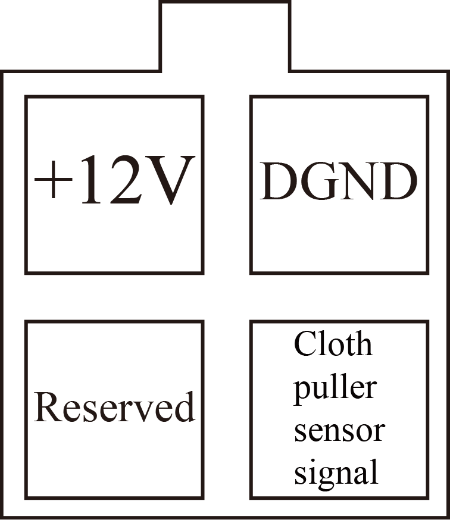 +12V
DGND
Reserved
Cloth
puller
sensor
signal